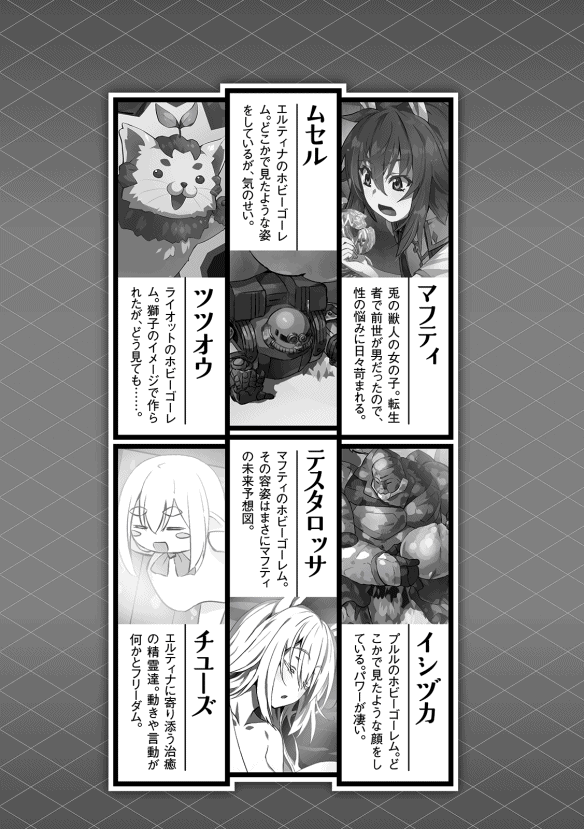 マフティ
兎の獣人の女の子。転生
者で前世が男だったので、
性の悩みに日々苛まれる。
ムセル
エルティナのホビーゴーレ
ム。どこかで見たような姿
をしているが、気のせい。
ツツオウ
ライオットのホビーゴーレ
ム。獅子のイメージで作ら
れたが、どう見ても……。
イシヅカ
プルルのホビーゴーレム。ど
こかで見たような顔をし
ている。パワーが凄い。
テスタロッサ
マフティのホビーゴーレム。
その容姿はまさにマフティ
の未来予想図。
チューズ
エルティナに寄り添う治癒
の精霊達。動きや言動が
何かとフリーダム。